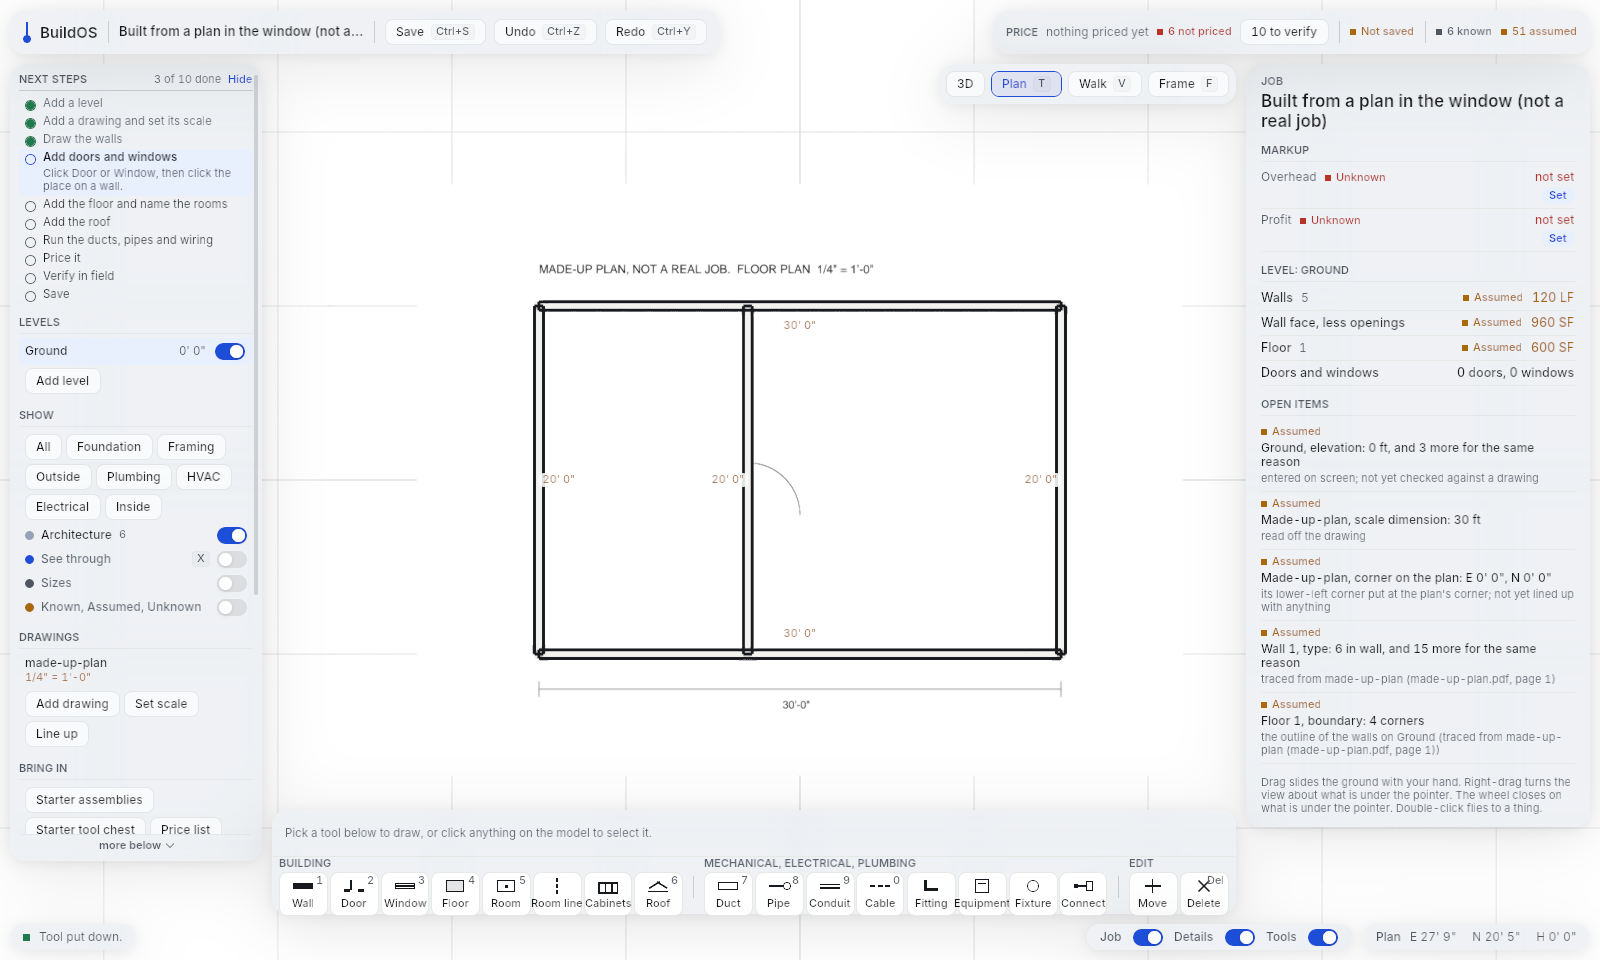 BuildOS
Built from a plan in the window (not a...
Save Ctrl+S
Undo Ctrl+Z
Redo Ctrl+Y
PRICE nothing priced yet 6 not priced
10 to verify
Not saved
6 known 51 assumed
3D
Plan T
Walk V
Frame F
NEXT STEPS 3 of 10 done Hide
Add a level
Add a drawing and set its scale
Draw the walls
Add doors and windows
Click Door or Window, then click the
place on a wall.
Add the floor and name the rooms
Add the roof
Run the ducts, pipes and wiring
Price it
Verify in field
Save
LEVELS
Ground 0' 0"
Add level
SHOW
All Foundation Framing
Outside Plumbing HVAC
Electrical Inside
Architecture 6
See through X
Sizes
Known, Assumed, Unknown
DRAWINGS
made-up-plan
1/4" = 1'-0"
Add drawing Set scale
Line up
BRING IN
Starter assemblies
Starter tool chest Price list
more below
MADE-UP PLAN, NOT A REAL JOB. FLOOR PLAN 1/4" = 1'-0"
30' 0"
20' 0" 20' 0" 20' 0"
30' 0"
30'-0"
JOB
Built from a plan in the window (not a
real job)
MARKUP
Overhead Unknown not set
Set
Profit Unknown not set
Set
LEVEL: GROUND
Walls 5 Assumed 120 LF
Wall face, less openings Assumed 960 SF
Floor 1 Assumed 600 SF
Doors and windows 0 doors, 0 windows
OPEN ITEMS
Assumed
Ground, elevation: 0 ft, and 3 more for the same
reason
entered on screen; not yet checked against a drawing
Assumed
Made-up-plan, scale dimension: 30 ft
read off the drawing
Assumed
Made-up-plan, corner on the plan: E 0' 0", N 0' 0"
its lower-left corner put at the plan's corner; not yet lined up
with anything
Assumed
Wall 1, type: 6 in wall, and 15 more for the same
reason
traced from made-up-plan (made-up-plan.pdf, page 1)
Assumed
Floor 1, boundary: 4 corners
the outline of the walls on Ground (traced from made-up-
plan (made-up-plan.pdf, page 1))
Drag slides the ground with your hand. Right-drag turns the
view about what is under the pointer. The wheel closes on
what is under the pointer. Double-click flies to a thing.
Pick a tool below to draw, or click anything on the model to select it.
BUILDING
Wall 1
Door 2
Window 3
Floor 4
Room 5
Room line
Cabinets
Roof 6
MECHANICAL, ELECTRICAL, PLUMBING
Duct 7
Pipe 8
Conduit 9
Cable 0
Fitting
Equipment
Fixture
Connect
EDIT
Move
Delete Del
Tool put down.
Job Details Tools
Plan E 27' 9" N 20' 5" H 0' 0"